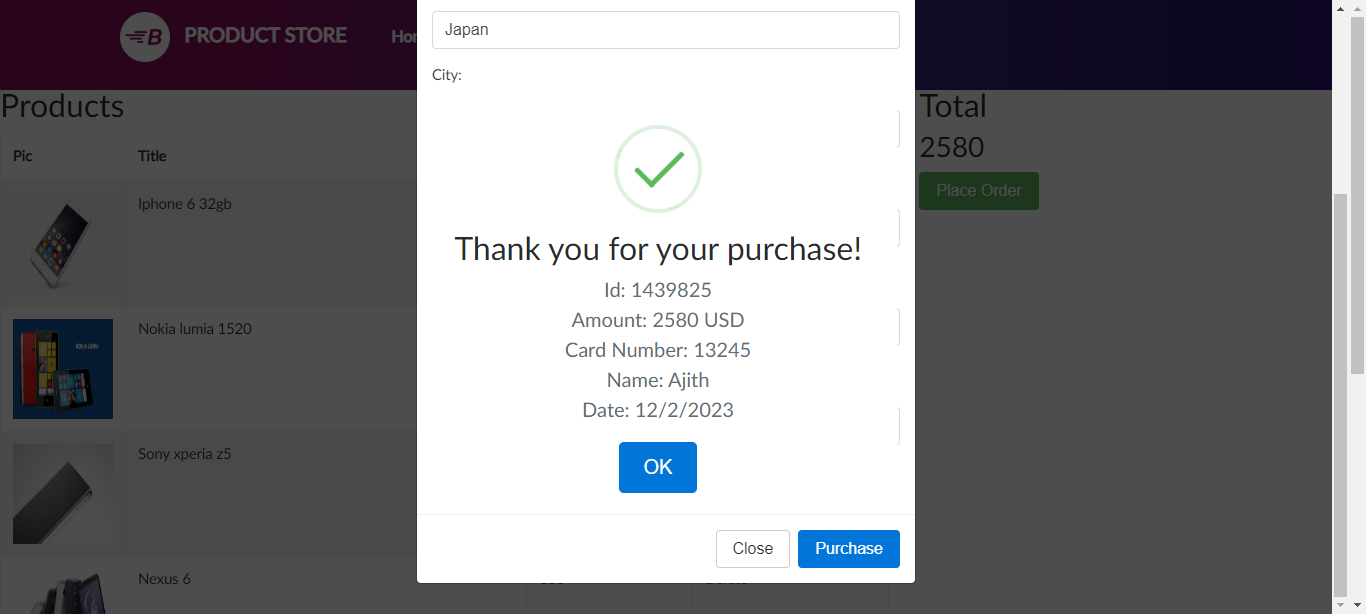 B PRODUCT STORE Hor
Japan
City:
Products
Total
2580
Place Order
Pic Title
Iphone 6 32gb
Nokia lumia 1520
NOKIA LUMIA
Sony xperia z5
Nexus 6
Thank you for your purchase!
Id: 1439825
Amount: 2580 USD
Card Number: 13245
Name: Ajith
Date: 12/2/2023
OK
Close Purchase